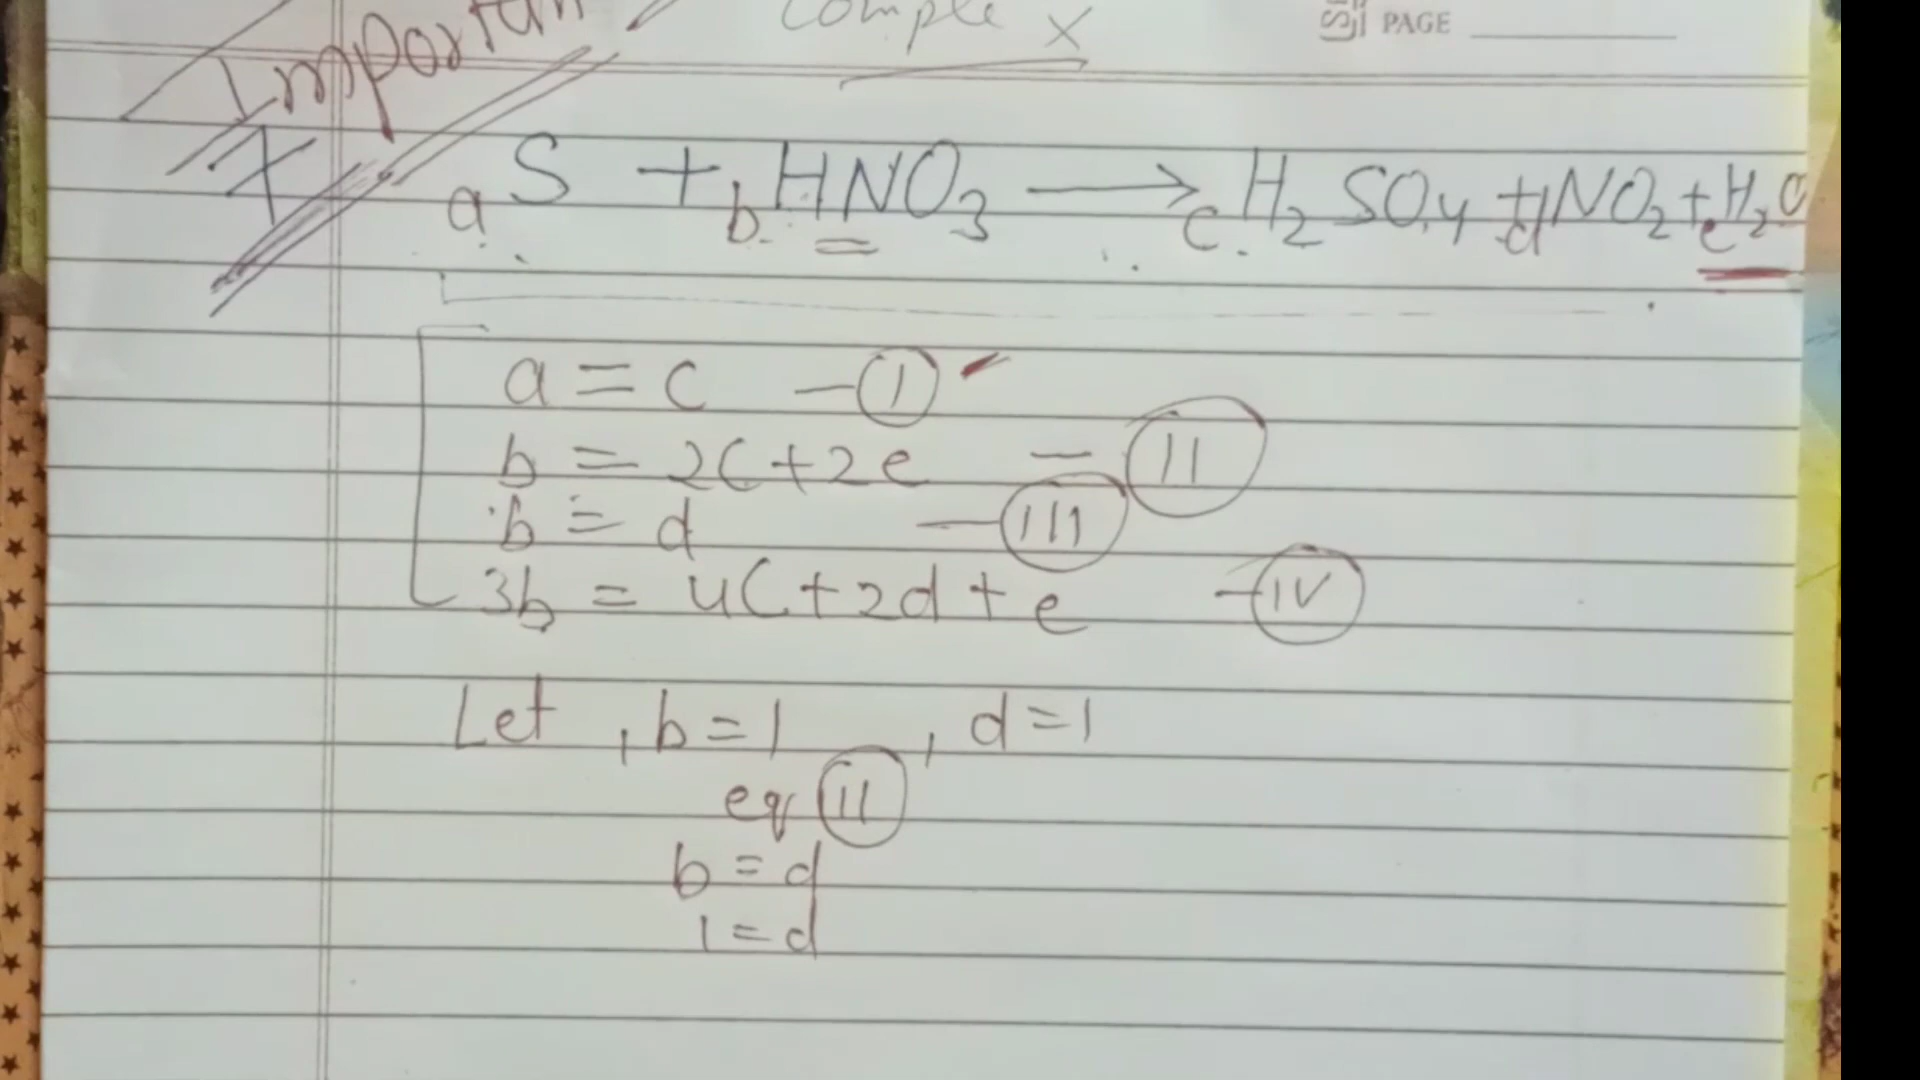 Complex
PAGE
Importan
aS + bHNO₃ → cH₂SO₄ + dNO₂ + eH₂O
a = c - I
b = 2c + 2e - II
b = d - III
3b = 4c + 2d + e - IV
Let, b = 1, d = 1
eq II
b = d
1 = d